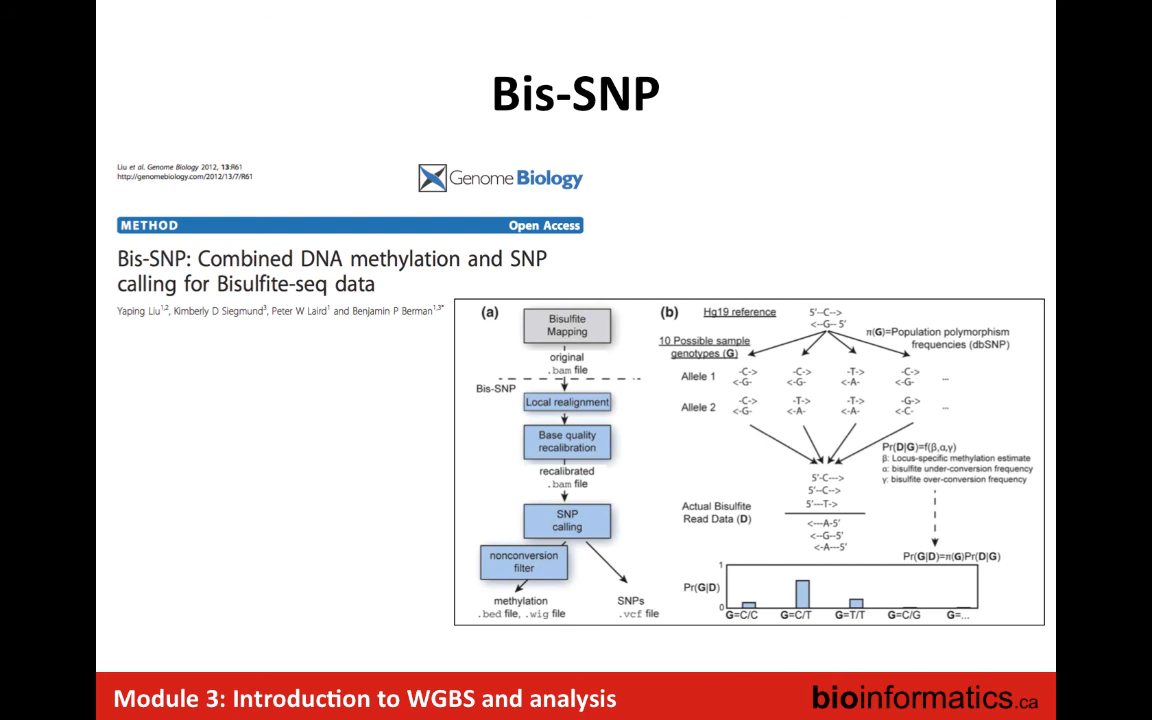 Bis-SNP
Liu et al. Genome Biology 2012, 13:R61
http://genomebiology.com/2012/13/7/R61
Genome Biology
METHOD Open Access
Bis-SNP: Combined DNA methylation and SNP
calling for Bisulfite-seq data
Yaping Liu1,2, Kimberly D Siegmund3, Peter W Laird1 and Benjamin P Berman1,3*
(a)
Bisulfite
Mapping
original
.bam file
Bis-SNP
Local realignment
Base quality
recalibration
recalibrated
.bam file
SNP
calling
nonconversion
filter
methylation
.bed file, .wig file
SNPs
.vcf file
(b)
Hg19 reference
5'--C-->
<--G-- 5'
π(G)=Population polymorphism
frequencies (dbSNP)
10 Possible sample
genotypes (G)
Allele 1
-C-> -C-> -T-> -C->
<-G- <-G- <-A- <-G- ...
Allele 2
-C-> -T-> -T-> -G->
<-G- <-A- <-A- <-C- ...
Pr(D|G)=f(β,α,γ)
β: Locus-specific methylation estimate
α: bisulfite under-conversion frequency
γ: bisulfite over-conversion frequency
5'-C--->
5'--C-->
5'---T->
Actual Bisulfite
Read Data (D)
<---A-5'
<--G--5'
<-A---5'
Pr(G|D)=π(G)Pr(D|G)
1
Pr(G|D)
0
G=C/C G=C/T G=T/T G=C/G G=...
Module 3: Introduction to WGBS and analysis
bioinformatics.ca